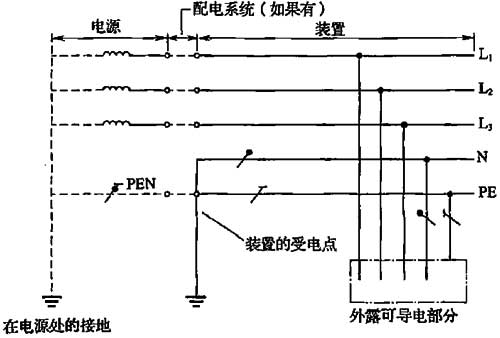 配电系统(如果有)
电源
装置
L₁
L₂
L₃
N
PEN
PE
装置的受电点
在电源处的接地
外露可导电部分